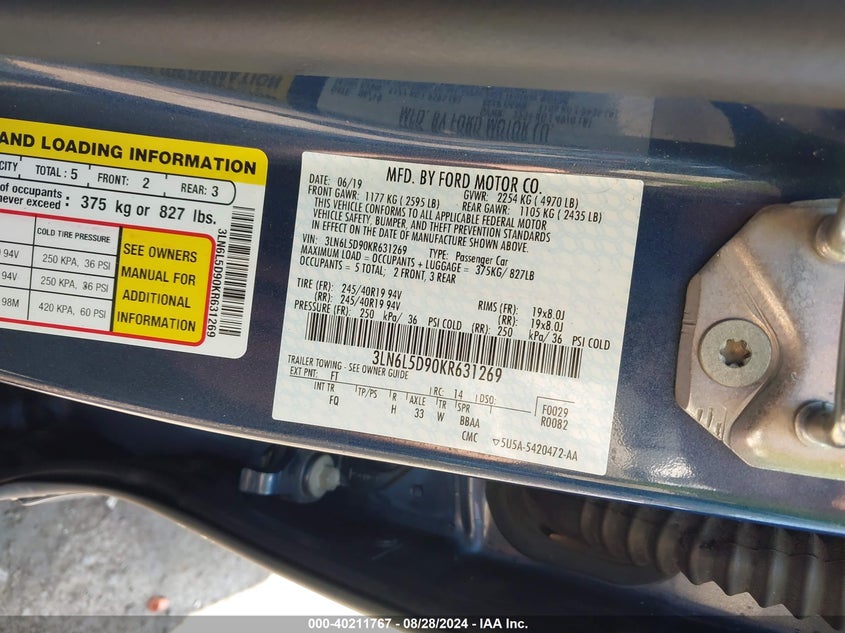 AND LOADING INFORMATION
CITY TOTAL: 5 FRONT: 2 REAR: 3
of occupants :
never exceed : 375 kg or 827 lbs.
COLD TIRE PRESSURE
94V 250 KPA, 36 PSI
94V 250 KPA, 36 PSI
98M 420 KPA, 60 PSI
SEE OWNERS
MANUAL FOR
ADDITIONAL
INFORMATION
3LN6L5D90KR631269
MFD. BY FORD MOTOR CO.
DATE: 06/19 GVWR: 2254 KG ( 4970 LB)
FRONT GAWR: 1177 KG ( 2595 LB) REAR GAWR: 1105 KG ( 2435 LB)
THIS VEHICLE CONFORMS TO ALL APPLICABLE FEDERAL MOTOR
VEHICLE SAFETY, BUMPER, AND THEFT PREVENTION STANDARDS
IN EFFECT ON THE DATE OF MANUFACTURE SHOWN ABOVE.
VIN: 3LN6L5D90KR631269 TYPE: Passenger Car
MAXIMUM LOAD = OCCUPANTS + LUGGAGE = 375KG/ 827LB
OCCUPANTS = 5 TOTAL; 2 FRONT, 3 REAR
TIRE (FR): 245/40R19 94V RIMS (FR): 19x8.0J
(RR): 245/40R19 94V (RR): 19x8.0J
PRESSURE (FR): 250 kPa/ 36 PSI COLD (RR): 250 kPa/ 36 PSI COLD
3LN6L5D90KR631269
TRAILER TOWING - SEE OWNER GUIDE
EXT PNT: FT RC: 14 DSO:
INT TR TP/PS R AXLE TR SPR F0029
FQ H 33 W BBAA R0082
CMC 5U5A-5420472-AA
MFD. BY FORD MOTOR CO.
000-40211767 - 08/28/2024 - IAA Inc.